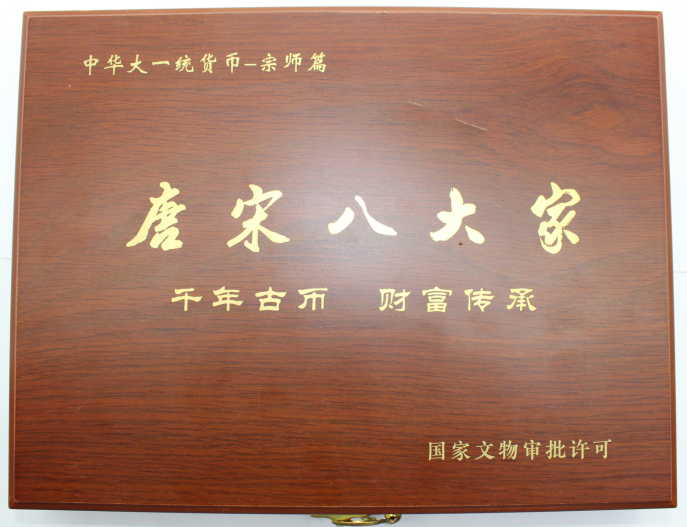 中华大一统货币-宗师篇
唐宋八大家
千年古币 财富传承
国家文物审批许可